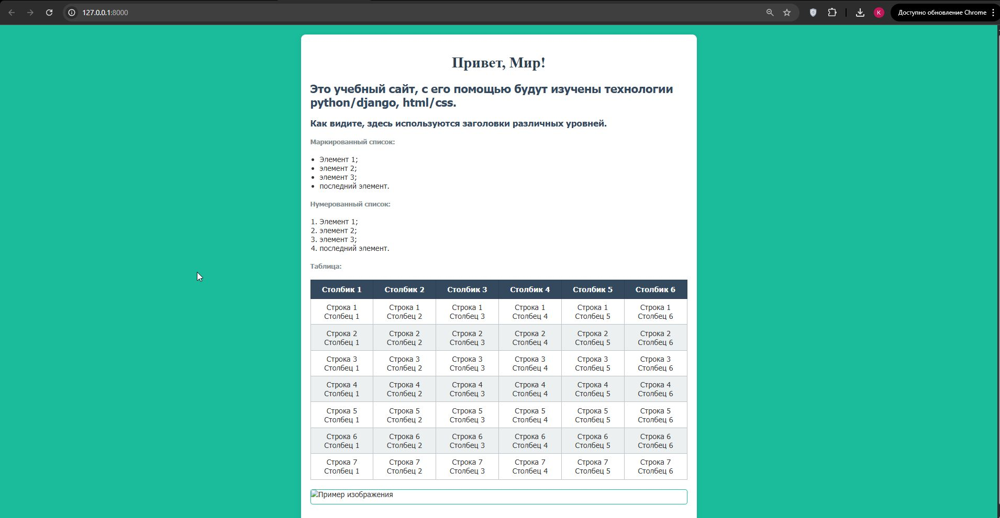 127.0.0.1:8000
K
Доступно обновление Chrome
Привет, Мир!
Это учебный сайт, с его помощью будут изучены технологии
python/django, html/css.
Как видите, здесь используются заголовки различных уровней.
Маркированный список:
• Элемент 1;
• элемент 2;
• элемент 3;
• последний элемент.
Нумерованный список:
1. Элемент 1;
2. элемент 2;
3. элемент 3;
4. последний элемент.
Таблица:
Столбик 1 Столбик 2 Столбик 3 Столбик 4 Столбик 5 Столбик 6
Строка 1 Строка 1 Строка 1 Строка 1 Строка 1 Строка 1
Столбец 1 Столбец 2 Столбец 3 Столбец 4 Столбец 5 Столбец 6
Строка 2 Строка 2 Строка 2 Строка 2 Строка 2 Строка 2
Столбец 1 Столбец 2 Столбец 3 Столбец 4 Столбец 5 Столбец 6
Строка 3 Строка 3 Строка 3 Строка 3 Строка 3 Строка 3
Столбец 1 Столбец 2 Столбец 3 Столбец 4 Столбец 5 Столбец 6
Строка 4 Строка 4 Строка 4 Строка 4 Строка 4 Строка 4
Столбец 1 Столбец 2 Столбец 3 Столбец 4 Столбец 5 Столбец 6
Строка 5 Строка 5 Строка 5 Строка 5 Строка 5 Строка 5
Столбец 1 Столбец 2 Столбец 3 Столбец 4 Столбец 5 Столбец 6
Строка 6 Строка 6 Строка 6 Строка 6 Строка 6 Строка 6
Столбец 1 Столбец 2 Столбец 3 Столбец 4 Столбец 5 Столбец 6
Строка 7 Строка 7 Строка 7 Строка 7 Строка 7 Строка 7
Столбец 1 Столбец 2 Столбец 3 Столбец 4 Столбец 5 Столбец 6
Пример изображения